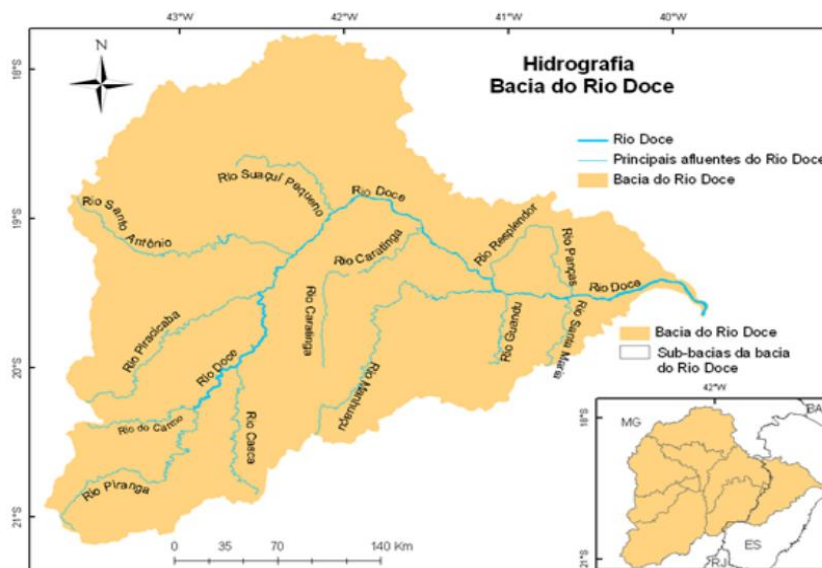 43°W
42°W
41°W
40°W
N
18°S
19°S
20°S
21°S
Hidrografia
Bacia do Rio Doce
Rio Doce
Principais afluentes do Rio Doce
Bacia do Rio Doce
Rio Suaçuí Pequeno
Rio Doce
Rio Santo
Antônio
Rio Caratinga
Rio Resplendor
Rio Panças
Rio Doce
Rio Piracicaba
Rio Caratinga
Rio Guandu
Rio Santa Maria
Rio Doce
Rio Manhuaçu
Rio do Carmo
Rio Casca
Rio Piranga
0
35
70
140 Km
Bacia do Rio Doce
Sub-bacias da bacia
do Rio Doce
42°W
18°S
21°S
MG
BA
ES
RJ